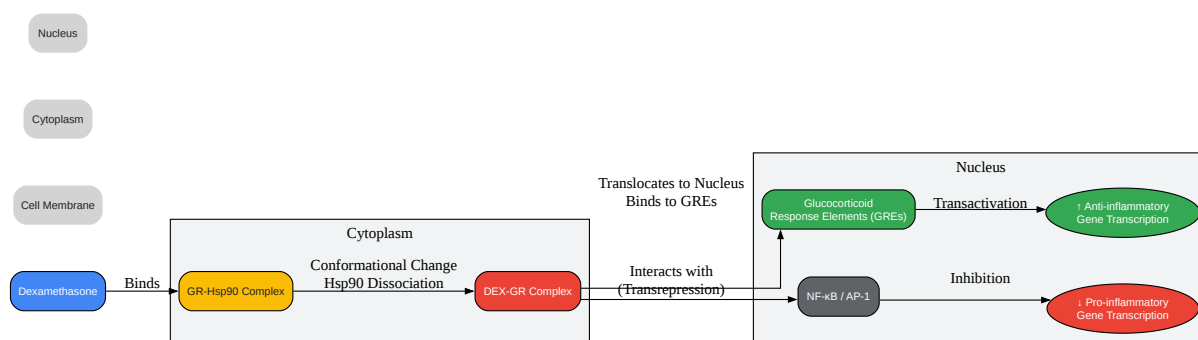 Nucleus
Cytoplasm
Cell Membrane
Dexamethasone
Binds
Cytoplasm
GR-Hsp90 Complex
Conformational Change
Hsp90 Dissociation
DEX-GR Complex
Translocates to Nucleus
Binds to GREs
Interacts with
(Transrepression)
Nucleus
Glucocorticoid
Response Elements (GREs)
Transactivation
↑ Anti-inflammatory
Gene Transcription
NF-κB / AP-1
Inhibition
↓ Pro-inflammatory
Gene Transcription